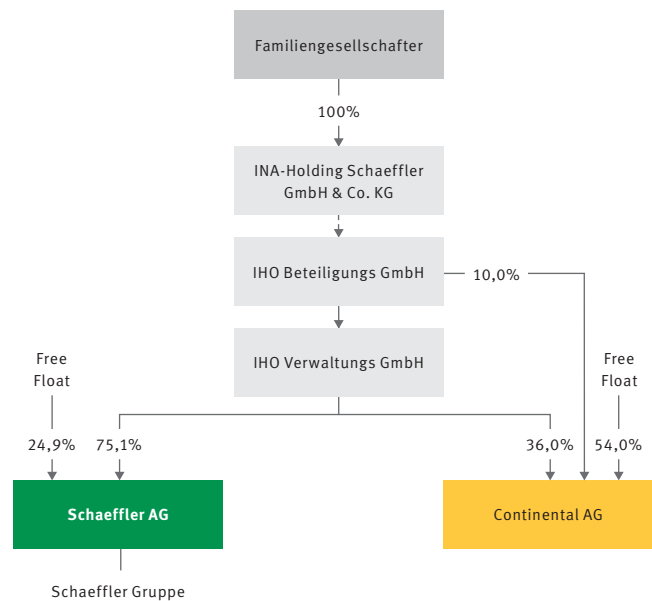 Familiengesellschafter
100%
INA-Holding Schaeffler
GmbH & Co. KG
IHO Beteiligungs GmbH
10,0%
IHO Verwaltungs GmbH
Free
Float
Free
Float
24,9%
75,1%
36,0%
54,0%
Schaeffler AG
Continental AG
Schaeffler Gruppe